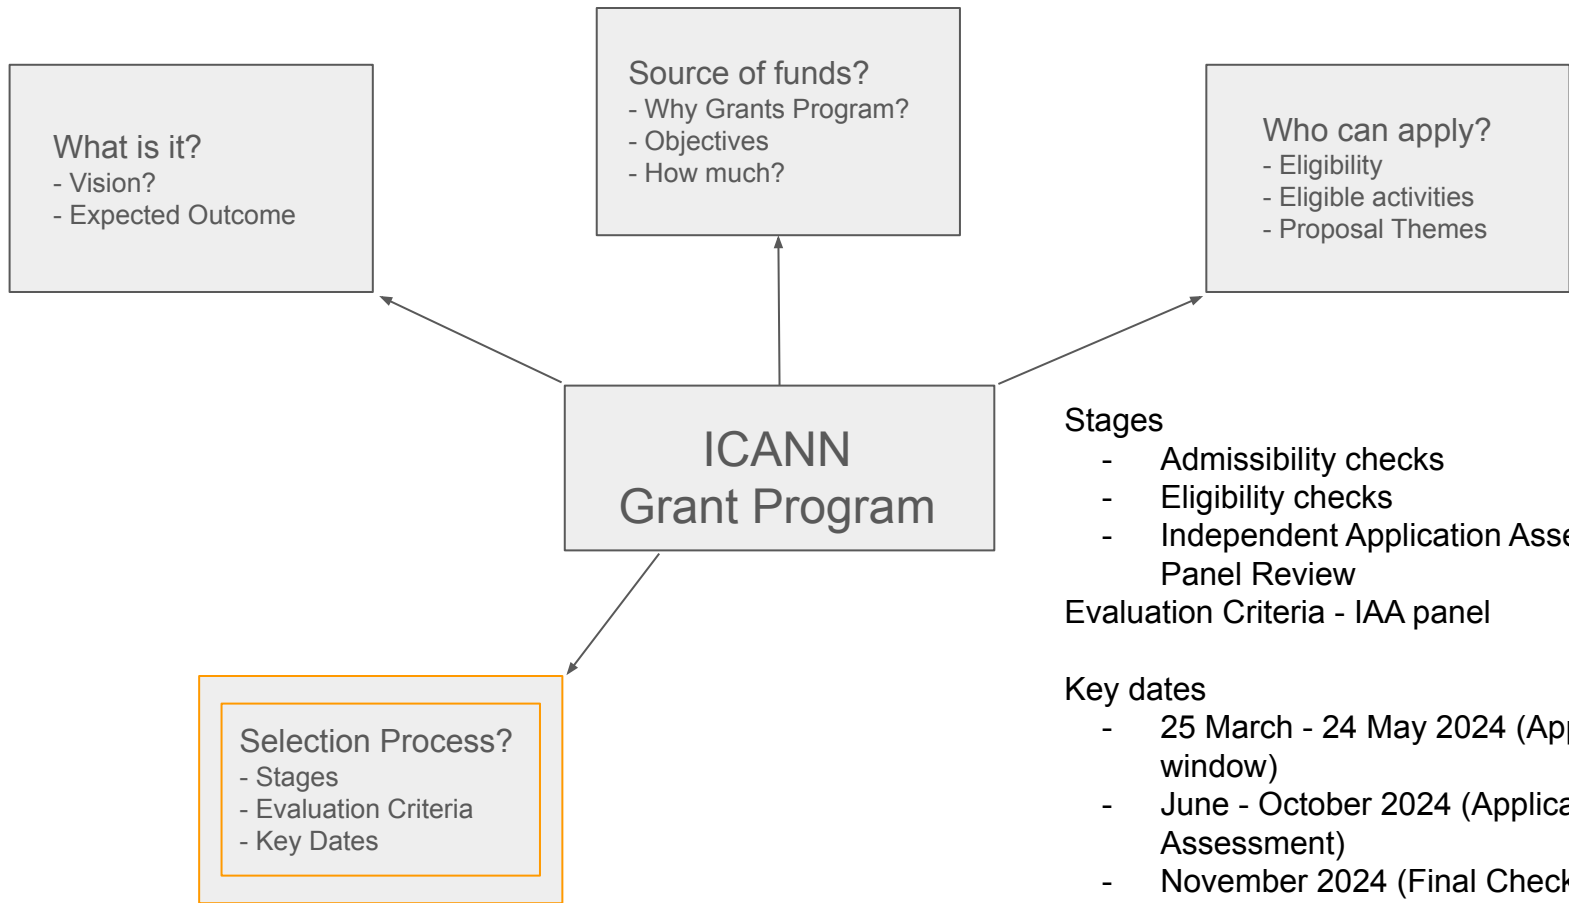 What is it?
- Vision?
- Expected Outcome
Source of funds?
- Why Grants Program?
- Objectives
- How much?
Who can apply?
- Eligibility
- Eligible activities
- Proposal Themes
ICANN
Grant Program
Selection Process?
- Stages
- Evaluation Criteria
- Key Dates
Stages
- Admissibility checks
- Eligibility checks
- Independent Application
Panel Review
Evaluation Criteria - IAA panel
Key dates
- 25 March - 24 May 2024
window)
- June - October 2024
Assessment)
- November 2024 (Final